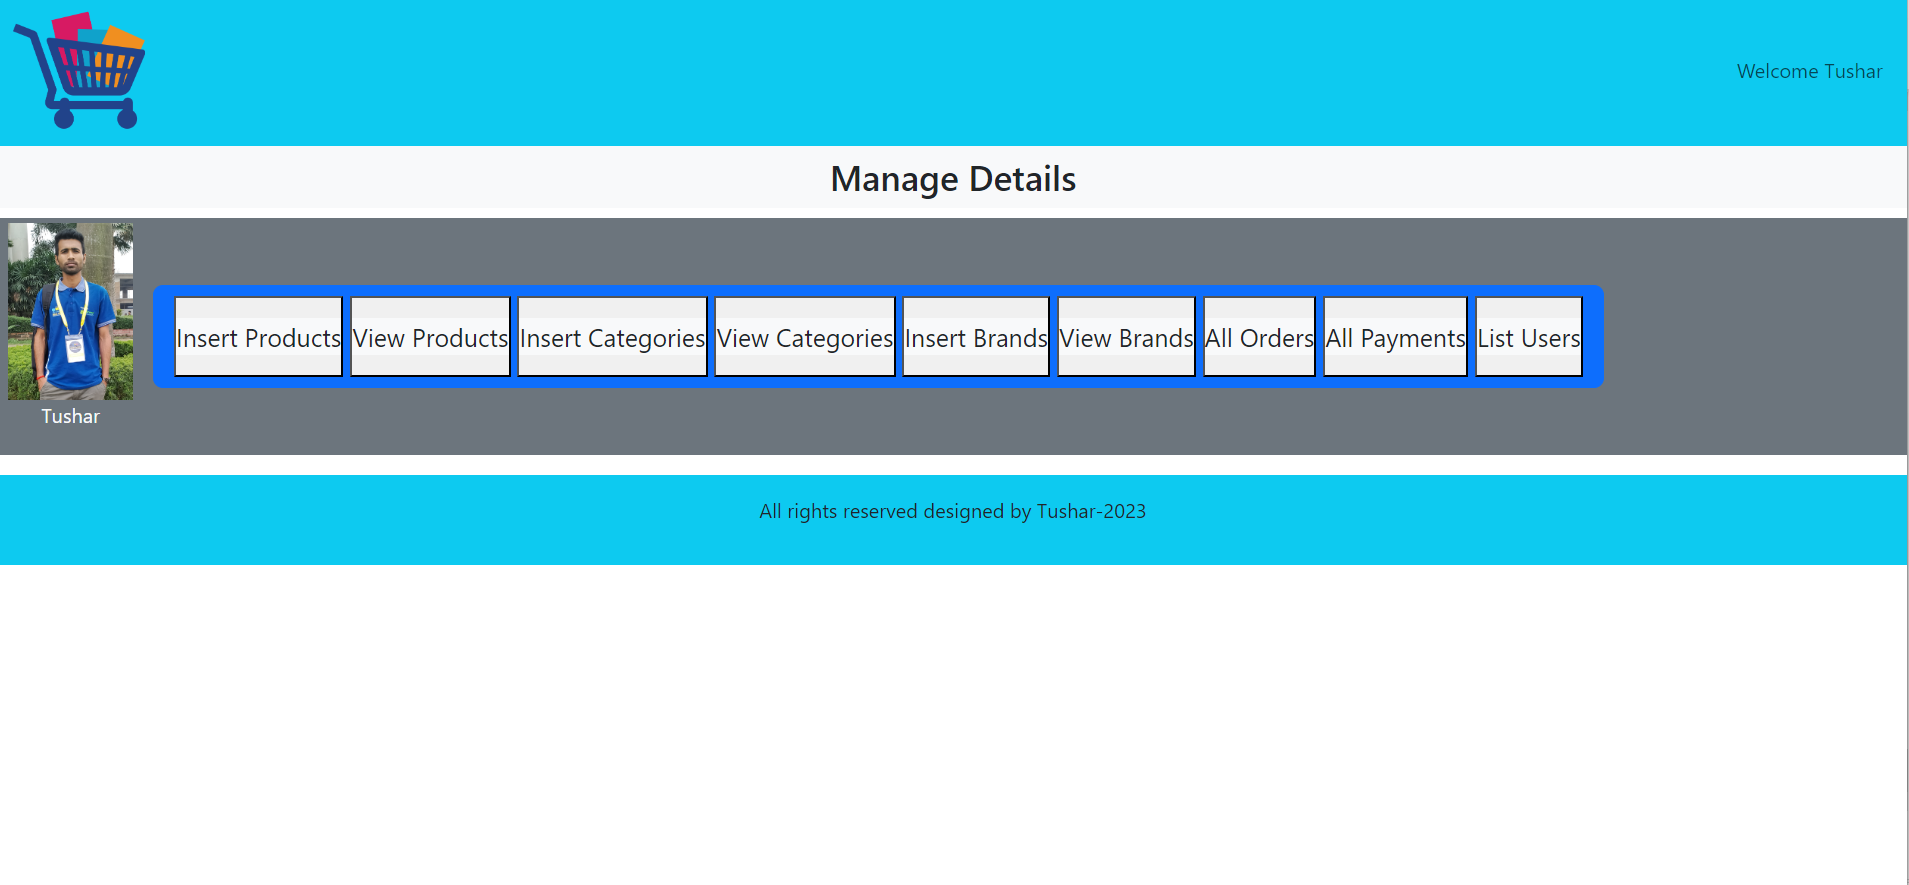 Welcome Tushar
Manage Details
Insert Products View Products Insert Categories View Categories Insert Brands View Brands All Orders All Payments List Users
Tushar
All rights reserved designed by Tushar-2023